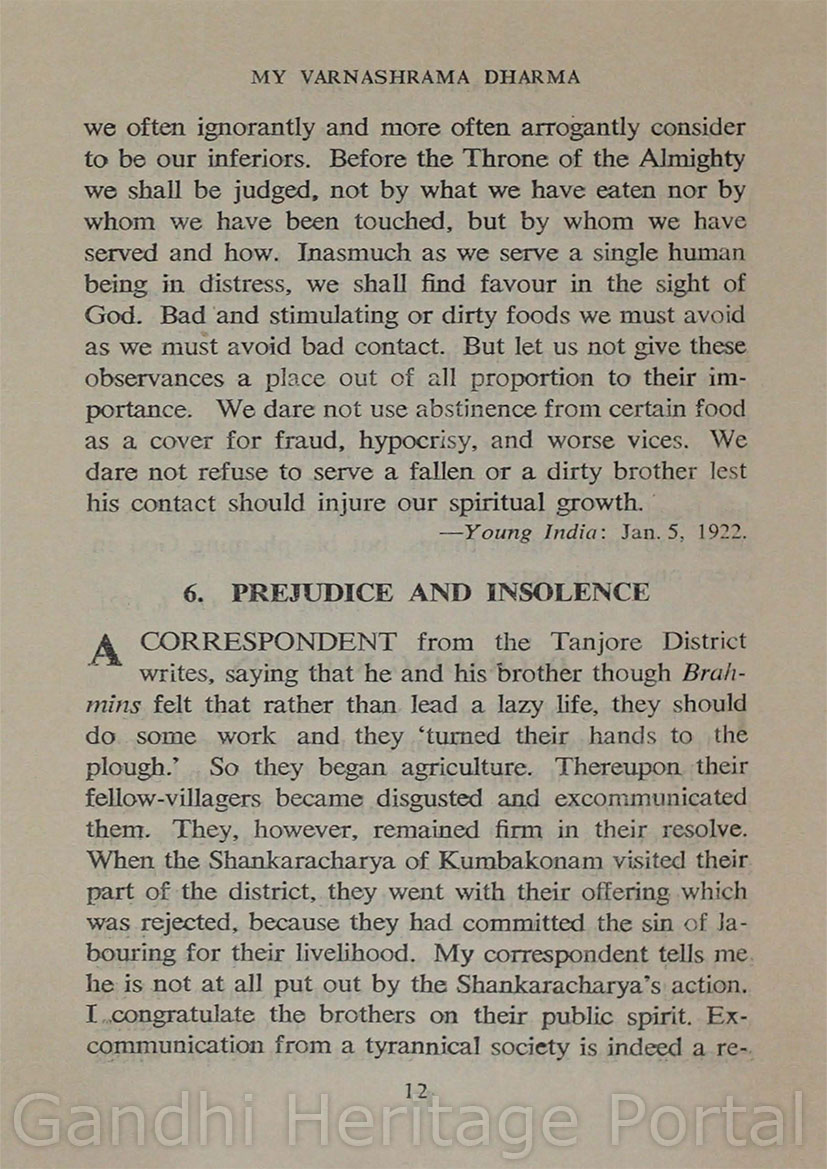 MY VARNASHRAMA DHARMA
we often ignorantly and more often arrogantly consider
to be our inferiors. Before the Throne of the Almighty
we shall be judged, not by what we have eaten nor by
whom we have been touched, but by whom we have
served and how. Inasmuch as we serve a single human
being in distress, we shall find favour in the sight of
God. Bad and stimulating or dirty foods we must avoid
as we must avoid bad contact. But let us not give these
observances a place out of all proportion to their im-
portance. We dare not use abstinence from certain food
as a cover for fraud, hypocrisy, and worse vices. We
dare not refuse to serve a fallen or a dirty brother lest
his contact should injure our spiritual growth.
—Young India: Jan. 5, 1922.
6. PREJUDICE AND INSOLENCE
A CORRESPONDENT from the Tanjore District
writes, saying that he and his brother though Brah-
mins felt that rather than lead a lazy life, they should
do some work and they ‘turned their hands to the
plough.’ So they began agriculture. Thereupon their
fellow-villagers became disgusted and excommunicated
them. They, however, remained firm in their resolve.
When the Shankaracharya of Kumbakonam visited their
part of the district, they went with their offering which
was rejected, because they had committed the sin of la-
bouring for their livelihood. My correspondent tells me
he is not at all put out by the Shankaracharya’s action.
I congratulate the brothers on their public spirit. Ex-
communication from a tyrannical society is indeed a re-
12
Gandhi Heritage Portal